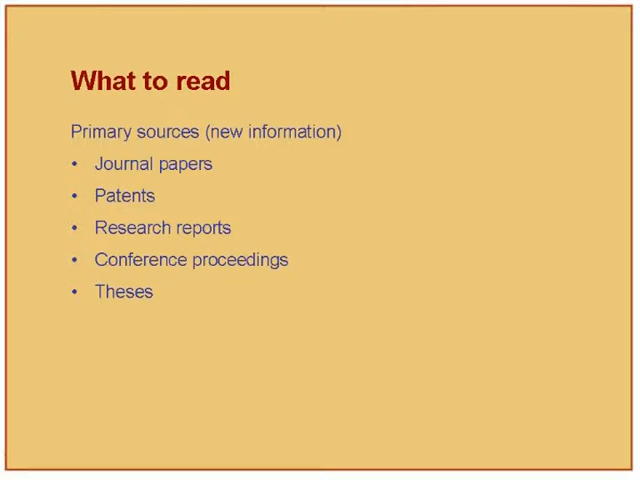 What to read
Primary sources (new information)
• Journal papers
• Patents
• Research reports
• Conference proceedings
• Theses